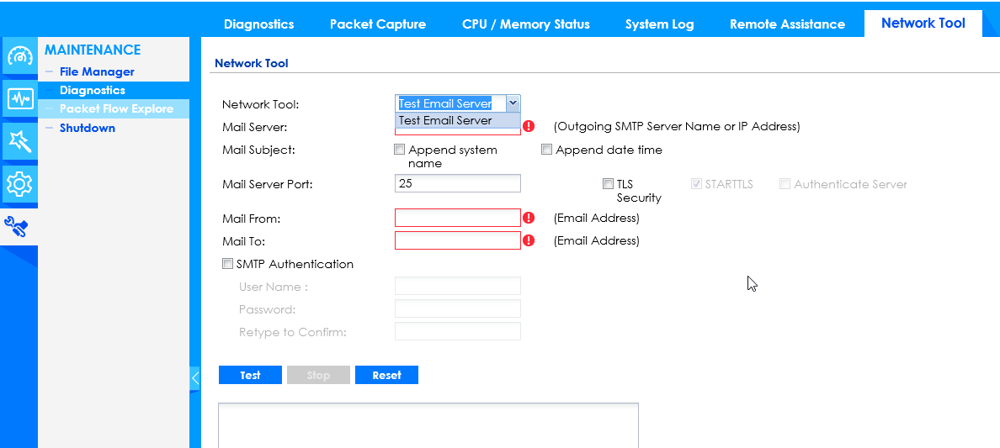 Diagnostics Packet Capture CPU / Memory Status System Log Remote Assistance Network Tool
MAINTENANCE
File Manager
Diagnostics
Packet Flow Explore
Shutdown
Network Tool
Network Tool: Test Email Server
Test Email Server
Mail Server: (Outgoing SMTP Server Name or IP Address)
Mail Subject: Append system name Append date time
Mail Server Port: 25 TLS Security STARTTLS Authenticate Server
Mail From: (Email Address)
Mail To: (Email Address)
SMTP Authentication
User Name :
Password:
Retype to Confirm:
Test Stop Reset